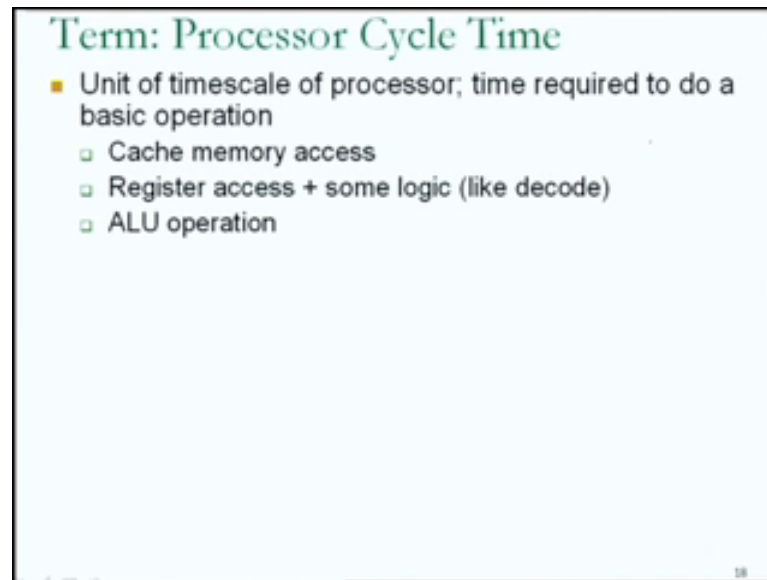 Term: Processor Cycle Time
Unit of timescale of processor; time required to do a
basic operation
Cache memory access
Register access + some logic (like decode)
ALU operation
18